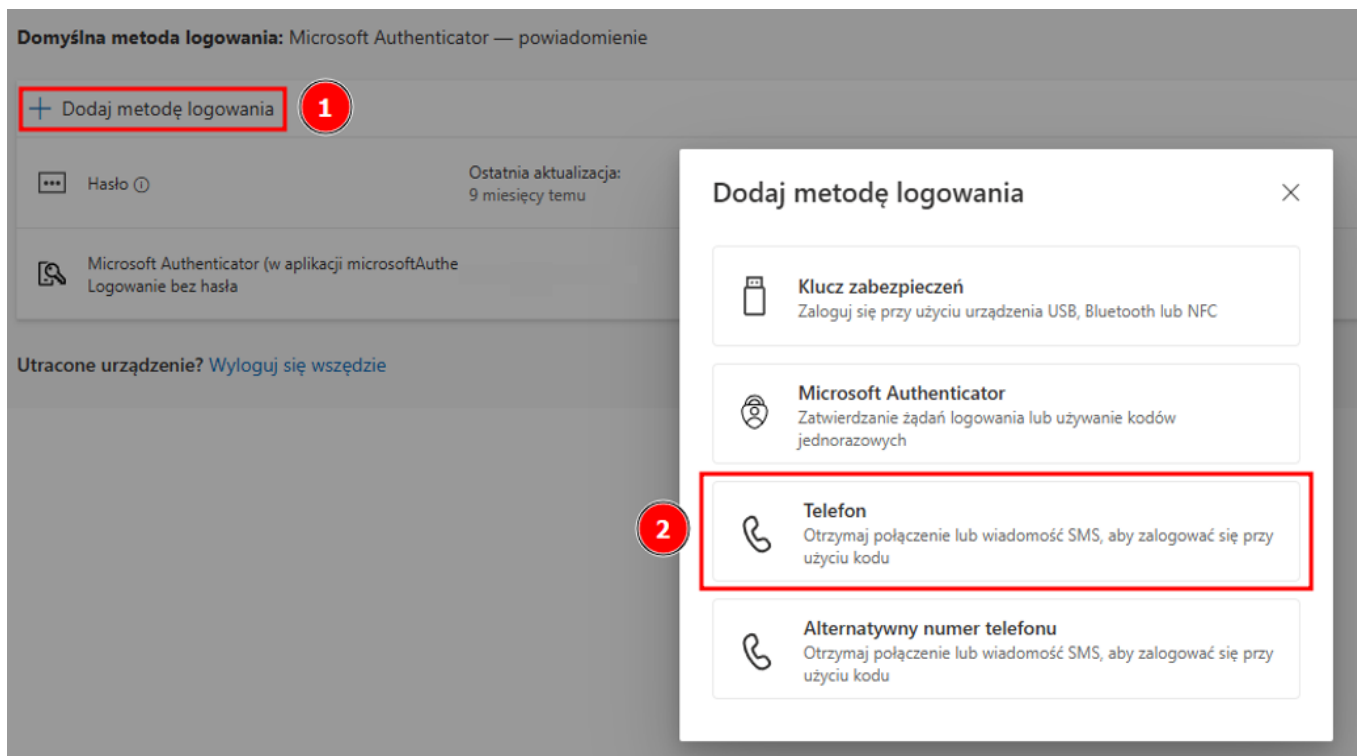 Domyślna metoda logowania: Microsoft Authenticator — powiadomienie
+ Dodaj metodę logowania
1
Hasło
Ostatnia aktualizacja:
9 miesięcy temu
Microsoft Authenticator (w aplikacji microsoftAuthe
Logowanie bez hasła
Utracone urządzenie? Wyloguj się wszędzie
Dodaj metodę logowania
Klucz zabezpieczeń
Zaloguj się przy użyciu urządzenia USB, Bluetooth lub NFC
Microsoft Authenticator
Zatwierdzanie żądań logowania lub używanie kodów
jednorazowych
2
Telefon
Otrzymaj połączenie lub wiadomość SMS, aby zalogować się przy
użyciu kodu
Alternatywny numer telefonu
Otrzymaj połączenie lub wiadomość SMS, aby zalogować się przy
użyciu kodu